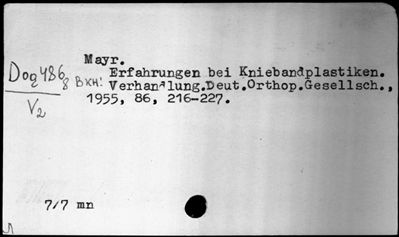 Mayr.
Erfahrungen bei Kniebandplastiken.
Dog 486 8 Вкн: Verhandlung.Deut.Orthop.Gesellsch.,
V2 1955, 86, 216-227.
7/7 mn